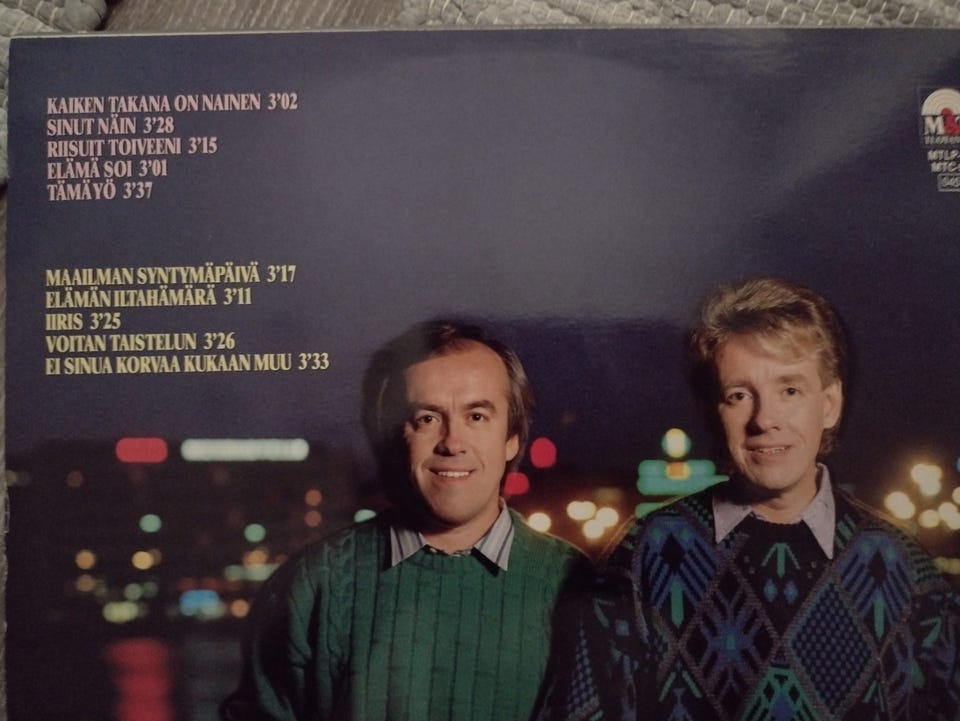 KAIKEN TAKANA ON NAINEN 3'02
SINUT NÄIN 3'28
RIISUIT TOIVEENI 3'15
ELÄMÄ SOI 3'01
TÄMÄ YÖ 3'37
MAAILMAN SYNTYMÄPÄIVÄ 3'17
ELÄMÄN ILTAHÄMÄRÄ 3'11
IIRIS 3'25
VOITAN TAISTELUN 3'26
EI SINUA KORVAA KUKAAN MUU 3'33
MTLP-
MTC-